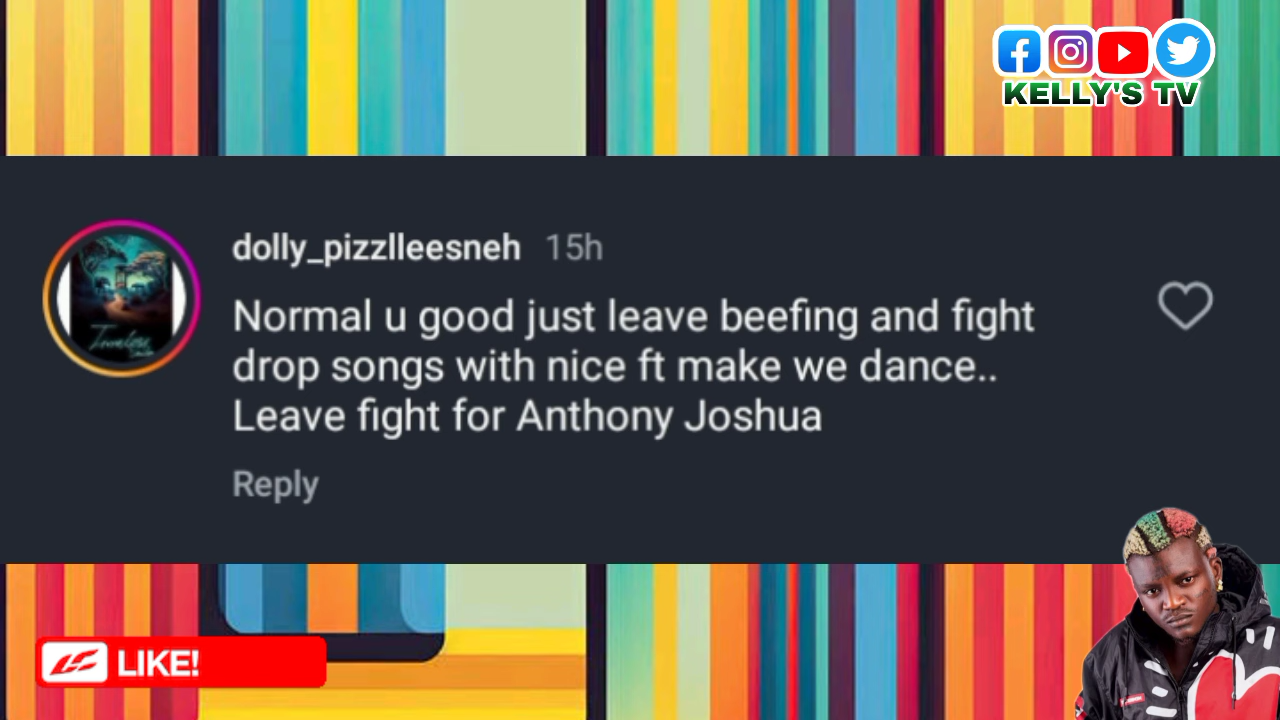 KELLY'S TV
dolly_pizzlleesneh 15h
Normal u good just leave beefing and fight
drop songs with nice ft make we dance..
Leave fight for Anthony Joshua
Reply
LIKE!